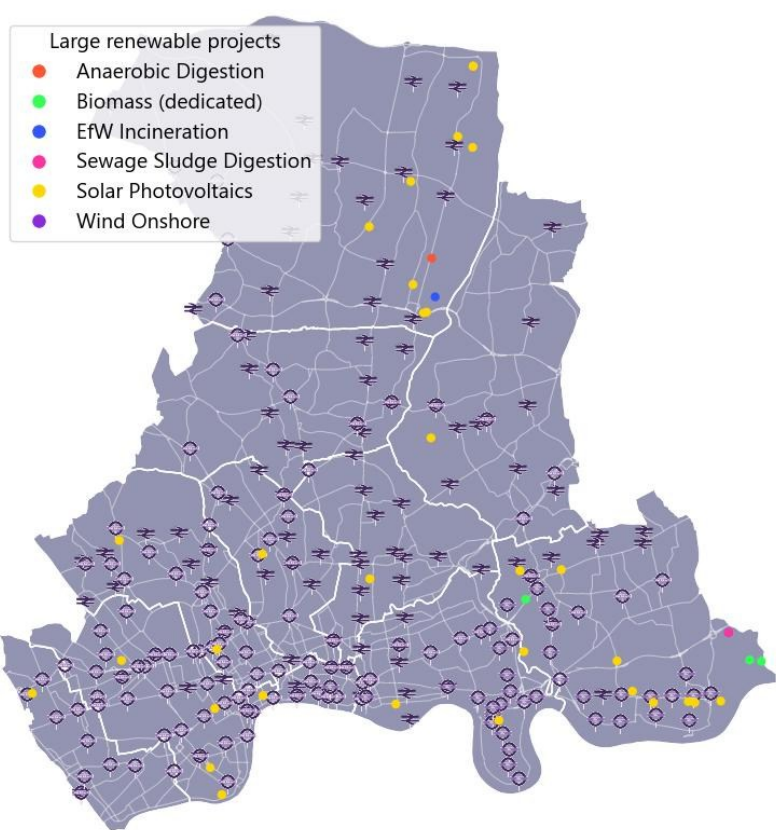 Large renewable projects
Anaerobic Digestion
Biomass (dedicated)
EfW Incineration
Sewage Sludge Digestion
Solar Photovoltaics
Wind Onshore